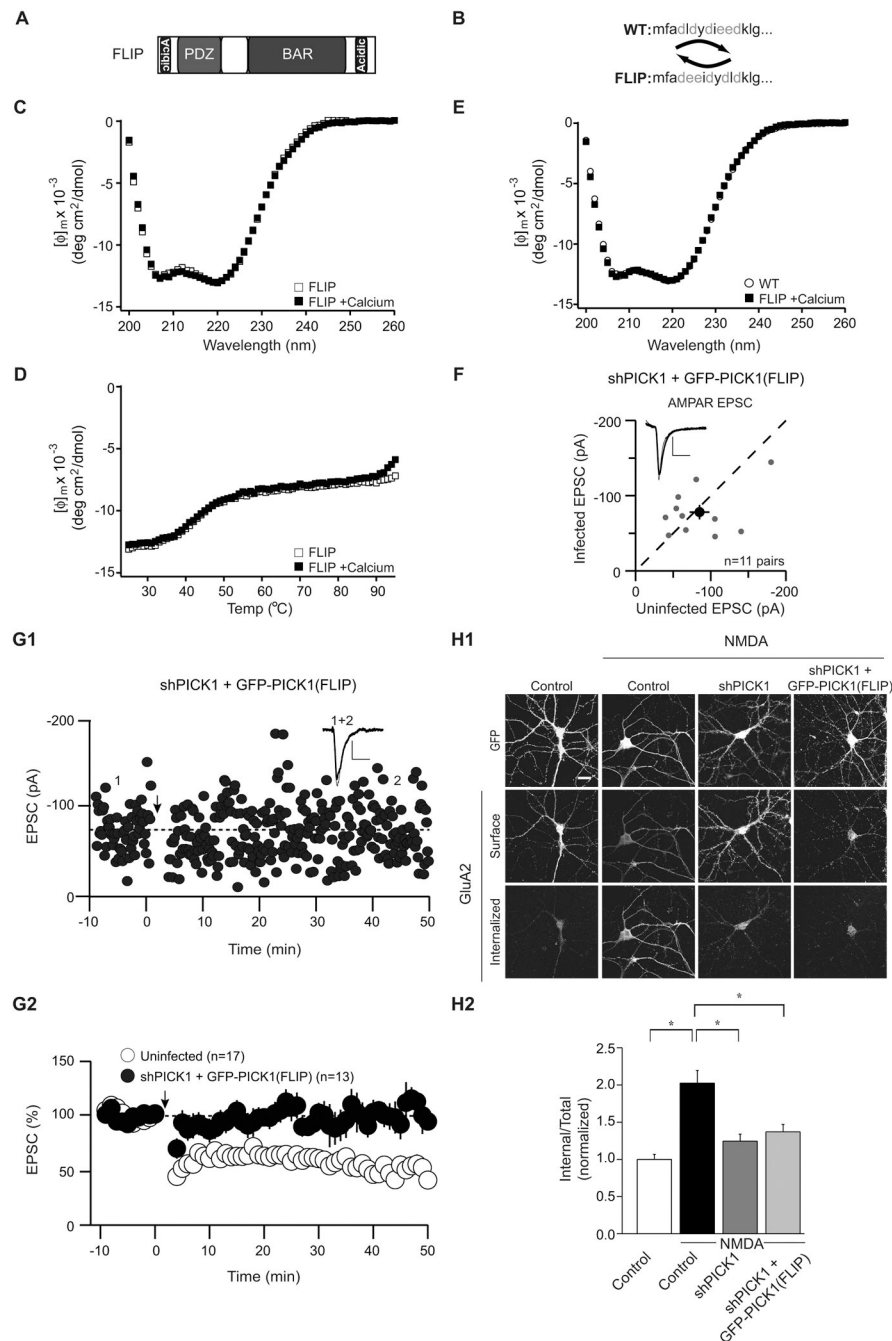 A
FLIP
Acidic
PDZ
BAR
Acidic
B
WT:mfadldydieedklg...
FLIP:mfadeeidydldklg...
C
0
-5
-10
-15
[ϕ]m x 10-3
(deg cm2/dmol)
FLIP
FLIP +Calcium
200 210 220 230 240 250 260
Wavelength (nm)
E
0
-5
-10
-15
[ϕ]m x 10-3
(deg cm2/dmol)
WT
FLIP +Calcium
200 210 220 230 240 250 260
Wavelength (nm)
D
0
-5
-10
-15
[ϕ]m x 10-3
(deg cm2/dmol)
FLIP
FLIP +Calcium
30 40 50 60 70 80 90
Temp (°C)
F
shPICK1 + GFP-PICK1(FLIP)
AMPAR EPSC
-200
-100
0
Infected EPSC (pA)
n=11 pairs
0 -100 -200
Uninfected EPSC (pA)
G1
shPICK1 + GFP-PICK1(FLIP)
-200
-100
0
EPSC (pA)
1
1+2
2
-10 0 10 20 30 40 50
Time (min)
H1
NMDA
Control
Control
shPICK1
shPICK1 +
GFP-PICK1(FLIP)
GFP
GluA2
Surface
Internalized
G2
150
100
50
0
EPSC (%)
Uninfected (n=17)
shPICK1 + GFP-PICK1(FLIP) (n=13)
-10 0 10 20 30 40 50
Time (min)
H2
*
* *
2.5
2.0
1.5
1.0
0.5
0.0
Internal/Total
(normalized)
NMDA
Control
Control
shPICK1
shPICK1 +
GFP-PICK1(FLIP)